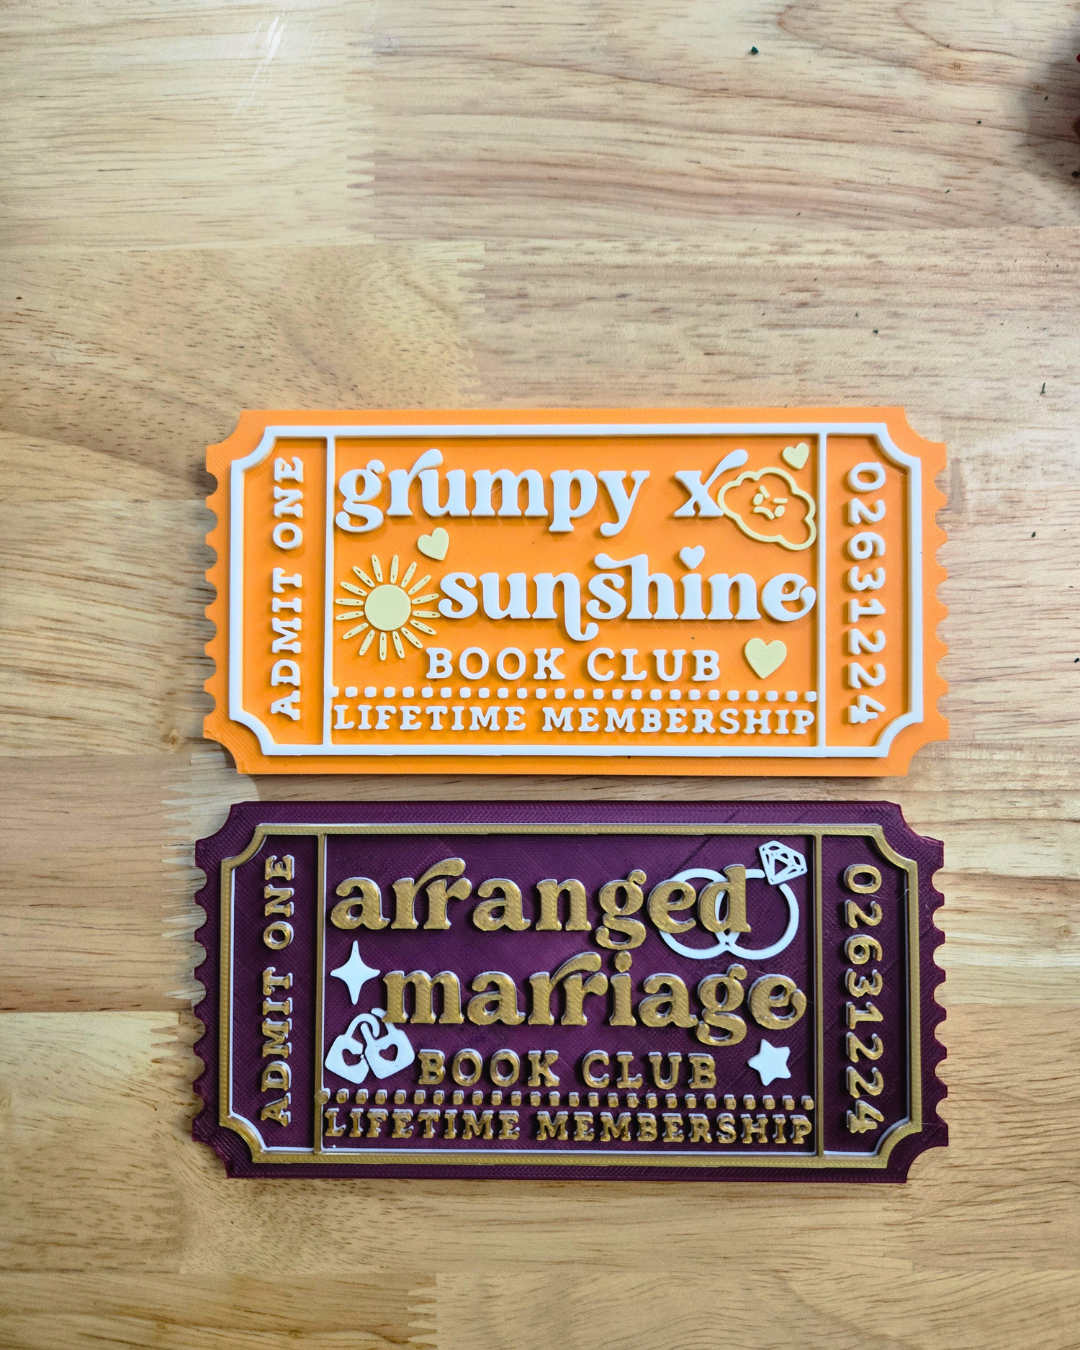 ADMIT ONE
grumpy x
sunshine
BOOK CLUB
LIFETIME MEMBERSHIP
02631224
ADMIT ONE
arranged
marriage
BOOK CLUB
LIFETIME MEMBERSHIP
02631224